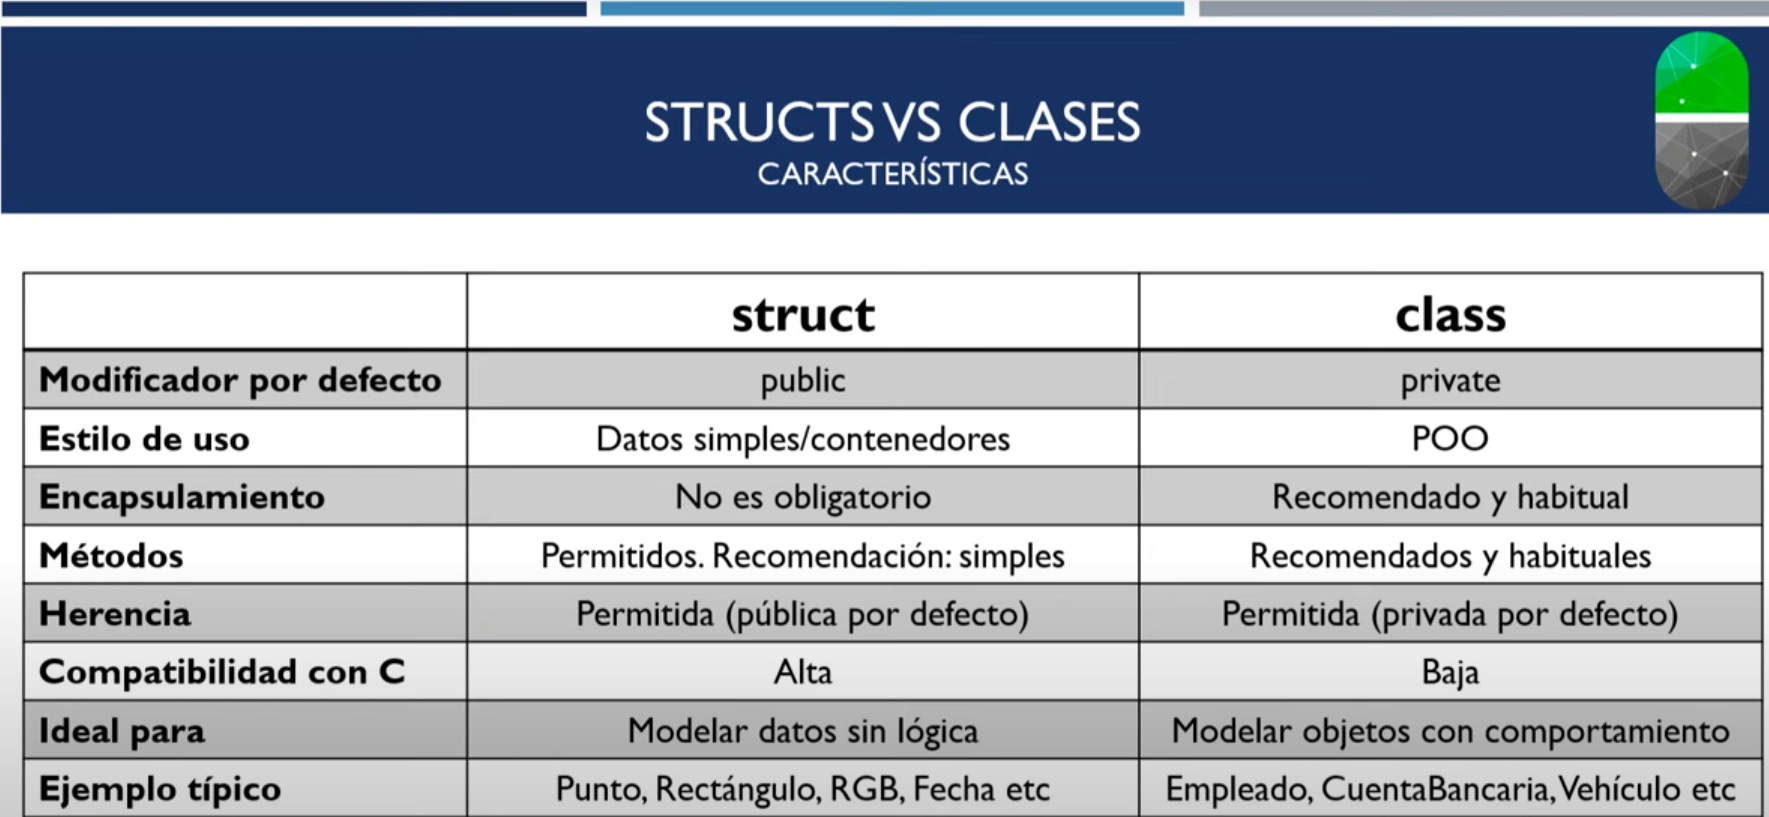 STRUCTS VS CLASES
CARACTERÍSTICAS
struct class
Modificador por defecto public private
Estilo de uso Datos simples/contenedores POO
Encapsulamiento No es obligatorio Recomendado y habitual
Métodos Permitidos. Recomendación: simples Recomendados y habituales
Herencia Permitida (pública por defecto) Permitida (privada por defecto)
Compatibilidad con C Alta Baja
Ideal para Modelar datos sin lógica Modelar objetos con comportamiento
Ejemplo típico Punto, Rectángulo, RGB, Fecha etc Empleado, CuentaBancaria, Vehículo etc